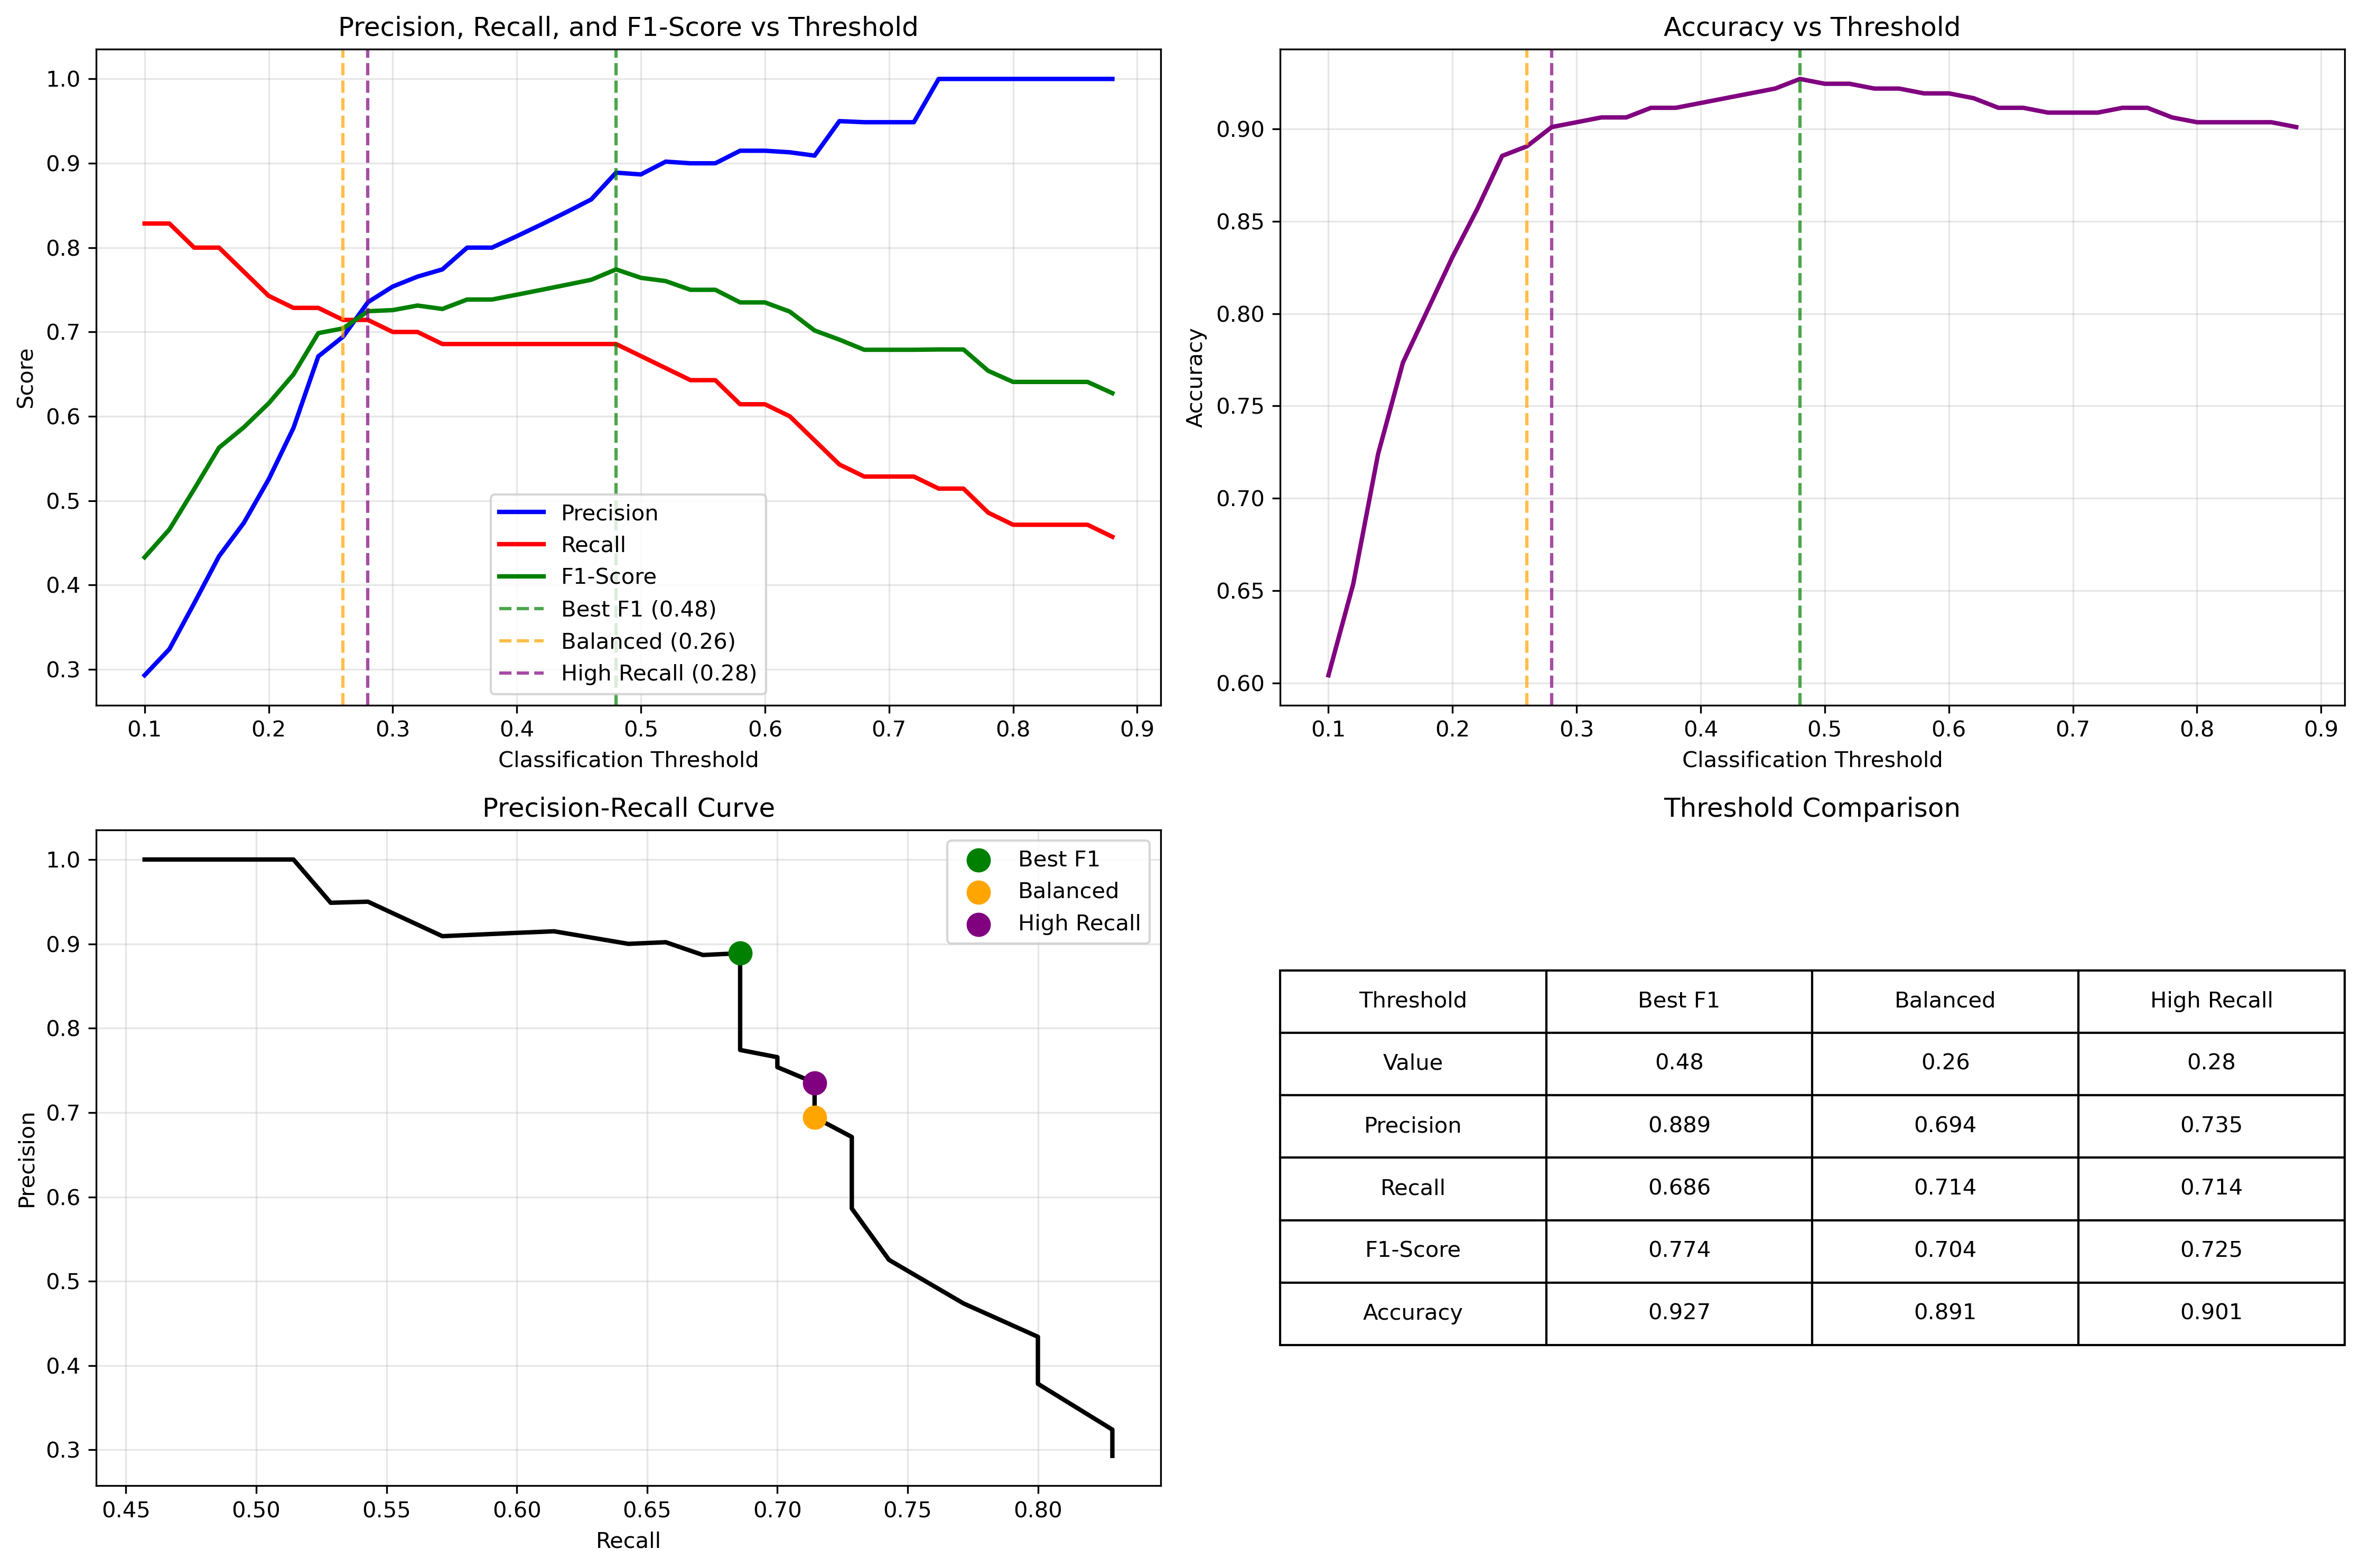 Precision, Recall, and F1-Score vs Threshold
Score
1.0
0.9
0.8
0.7
0.6
0.5
0.4
0.3
Precision
Recall
F1-Score
Best F1 (0.48)
Balanced (0.26)
High Recall (0.28)
0.1 0.2 0.3 0.4 0.5 0.6 0.7 0.8 0.9
Classification Threshold
Accuracy vs Threshold
Accuracy
0.90
0.85
0.80
0.75
0.70
0.65
0.60
0.1 0.2 0.3 0.4 0.5 0.6 0.7 0.8 0.9
Classification Threshold
Precision-Recall Curve
Precision
1.0
0.9
0.8
0.7
0.6
0.5
0.4
0.3
Best F1
Balanced
High Recall
0.45 0.50 0.55 0.60 0.65 0.70 0.75 0.80
Recall
Threshold Comparison
Threshold Best F1 Balanced High Recall
Value 0.48 0.26 0.28
Precision 0.889 0.694 0.735
Recall 0.686 0.714 0.714
F1-Score 0.774 0.704 0.725
Accuracy 0.927 0.891 0.901